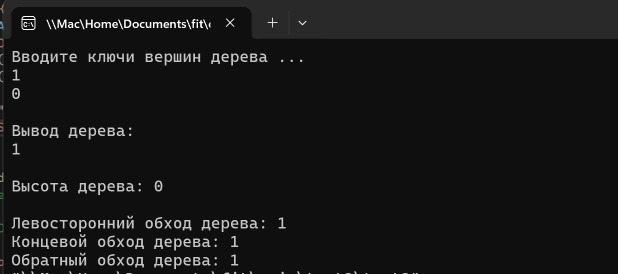 \\Mac\Home\Documents\fit\
Вводите ключи вершин дерева ...
1
0
Вывод дерева:
1
Высота дерева: 0
Левосторонний обход дерева: 1
Концевой обход дерева: 1
Обратный обход дерева: 1